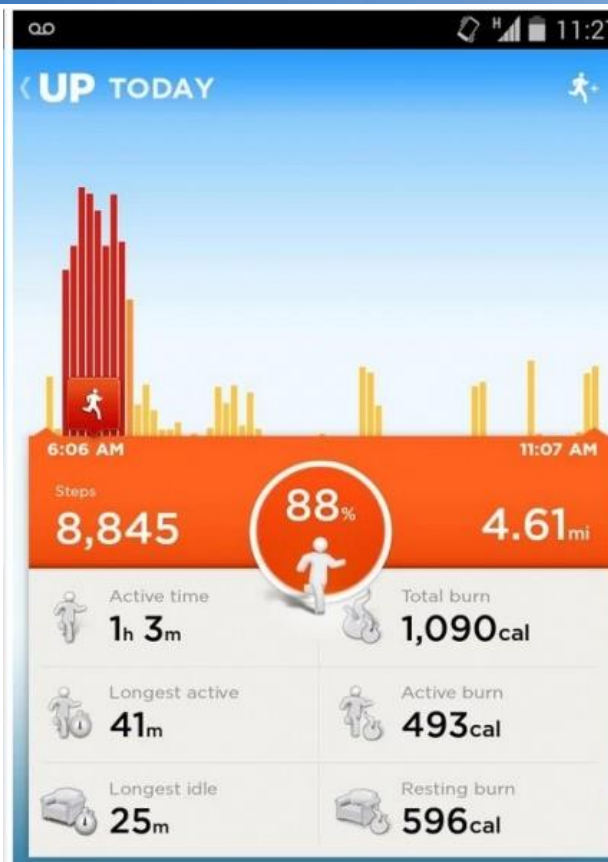 H 11:27
UP TODAY
6:06 AM 11:07 AM
Steps
8,845 88% 4.61mi
Active time Total burn
1h 3m 1,090cal
Longest active Active burn
41m 493cal
Longest idle Resting burn
25m 596cal